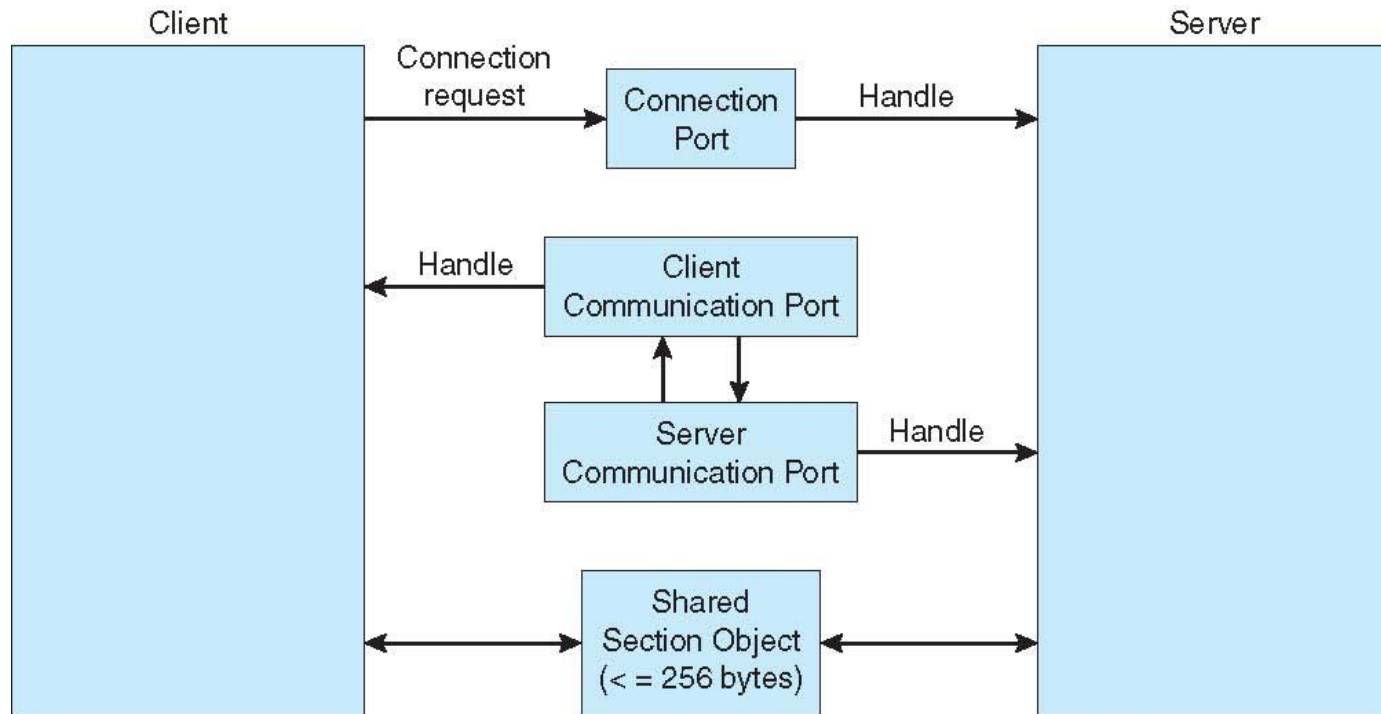 Client
Server
Connection
request
Connection
Port
Handle
Handle
Client
Communication Port
Server
Communication Port
Handle
Shared
Section Object
(< = 256 bytes)